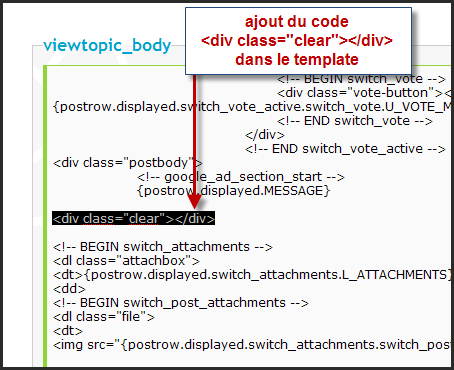 viewtopic_body
ajout du code
<div class="clear"></div>
dans le template
<!-- BEGIN switch_vote -->
<div class="vote-button"><
{postrow.displayed.switch_vote_active.switch_vote.U_VOTE_M
<!-- END switch_vote -->
</div>
<!-- END switch_vote_active -->
<div class="postbody">
<!-- google_ad_section_start -->
{postrow.displayed.MESSAGE}
<div class="clear"></div>
<!-- BEGIN switch_attachments -->
<dl class="attachbox">
<dt>{postrow.displayed.switch_attachments.L_ATTACHMENTS}
<dd>
<!-- BEGIN switch_post_attachments -->
<dl class="file">
<dt>
<img src="{postrow.displayed.switch_attachments.switch_post